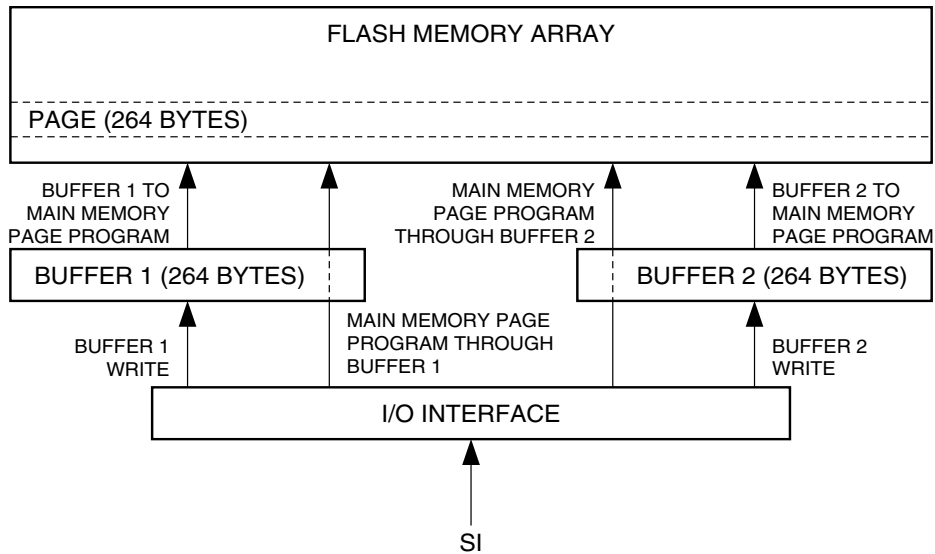 FLASH MEMORY ARRAY
PAGE (264 BYTES)
BUFFER 1 TO
MAIN MEMORY
PAGE PROGRAM
MAIN MEMORY
PAGE PROGRAM
THROUGH BUFFER 2
BUFFER 2 TO
MAIN MEMORY
PAGE PROGRAM
BUFFER 1 (264 BYTES)
BUFFER 2 (264 BYTES)
BUFFER 1
WRITE
MAIN MEMORY PAGE
PROGRAM THROUGH
BUFFER 1
BUFFER 2
WRITE
I/O INTERFACE
SI